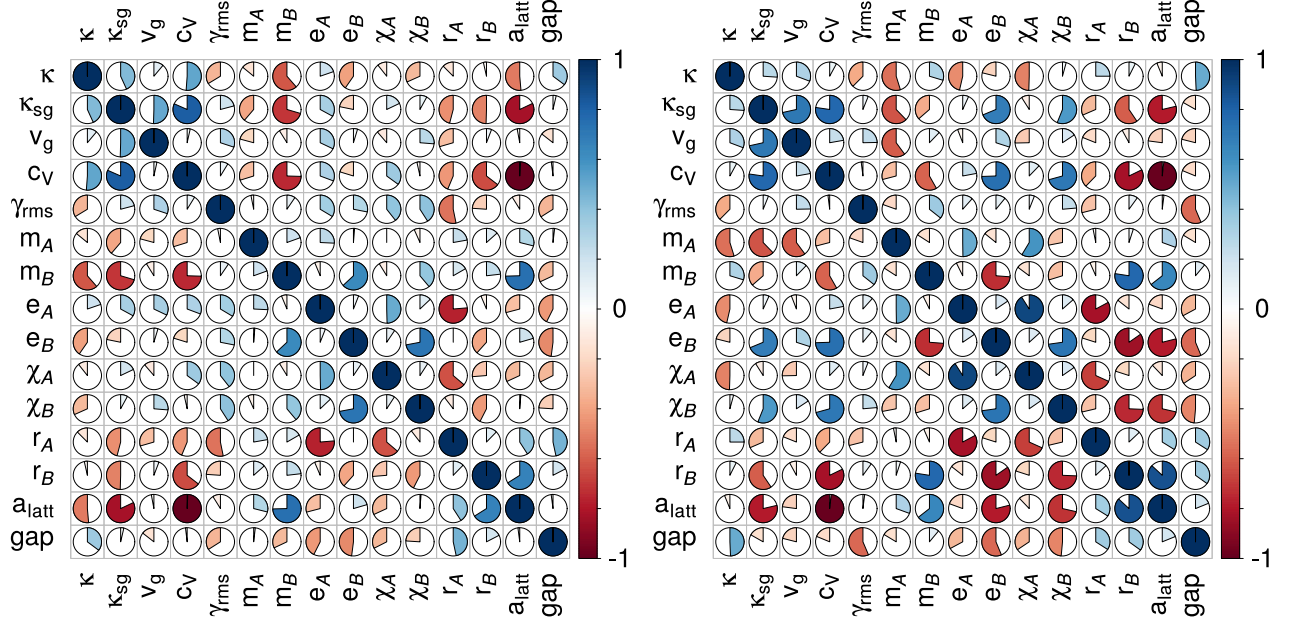 κ κsg vg cV γrms mA mB eA eB χA χB rA rB alatt gap
κ
κsg
vg
cV
γrms
mA
mB
eA
eB
χA
χB
rA
rB
alatt
gap
κ κsg vg cV γrms mA mB eA eB χA χB rA rB alatt gap
1
0
-1
κ κsg vg cV γrms mA mB eA eB χA χB rA rB alatt gap
κ
κsg
vg
cV
γrms
mA
mB
eA
eB
χA
χB
rA
rB
alatt
gap
κ κsg vg cV γrms mA mB eA eB χA χB rA rB alatt gap
1
0
-1